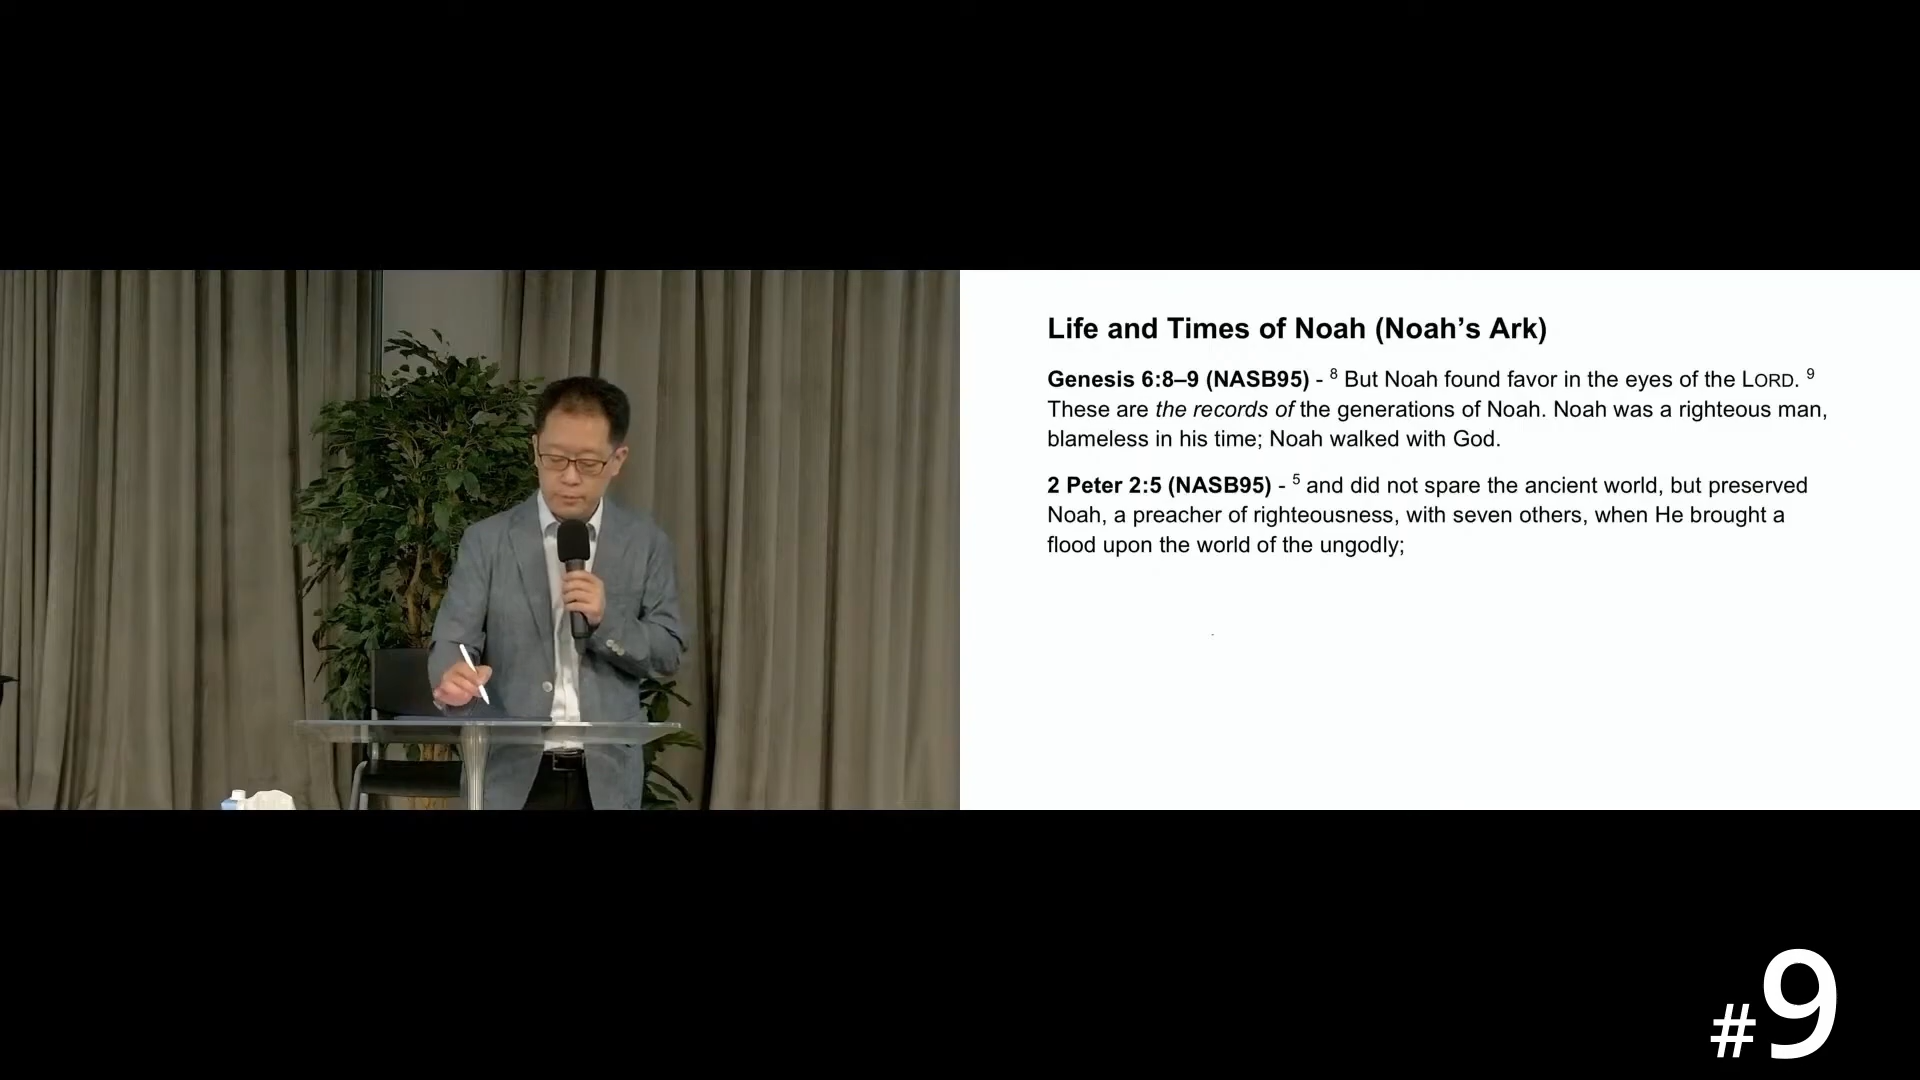 Life and Times of Noah (Noah’s Ark)
Genesis 6:8–9 (NASB95) - 8 But Noah found favor in the eyes of the LORD. 9
These are the records of the generations of Noah. Noah was a righteous man,
blameless in his time; Noah walked with God.
2 Peter 2:5 (NASB95) - 5 and did not spare the ancient world, but preserved
Noah, a preacher of righteousness, with seven others, when He brought a
flood upon the world of the ungodly;
#9